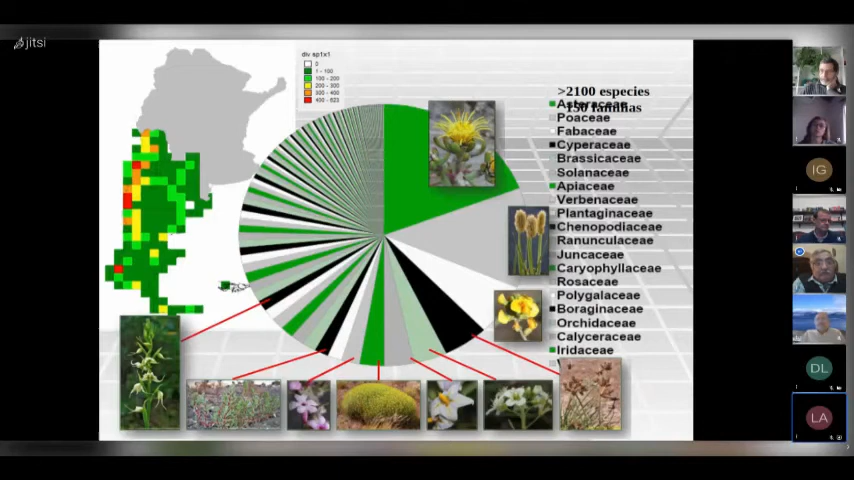 jitsi
div sp1x1
0
1 - 100
100 - 200
200 - 300
300 - 400
400 - 523
>2100 especies
150 familias
Asteraceae
Poaceae
Fabaceae
Cyperaceae
Brassicaceae
Solanaceae
Apiaceae
Verbenaceae
Plantaginaceae
Chenopodiaceae
Ranunculaceae
Juncaceae
Caryophyllaceae
Rosaceae
Polygalaceae
Boraginaceae
Orchidaceae
Calyceraceae
Iridaceae
IG
DL
LA